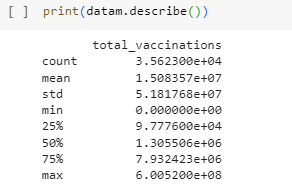 [ ] print(datam.describe())
total_vaccinations
count 3.562300e+04
mean 1.508357e+07
std 5.181768e+07
min 0.000000e+00
25% 9.777600e+04
50% 1.305506e+06
75% 7.932423e+06
max 6.005200e+08